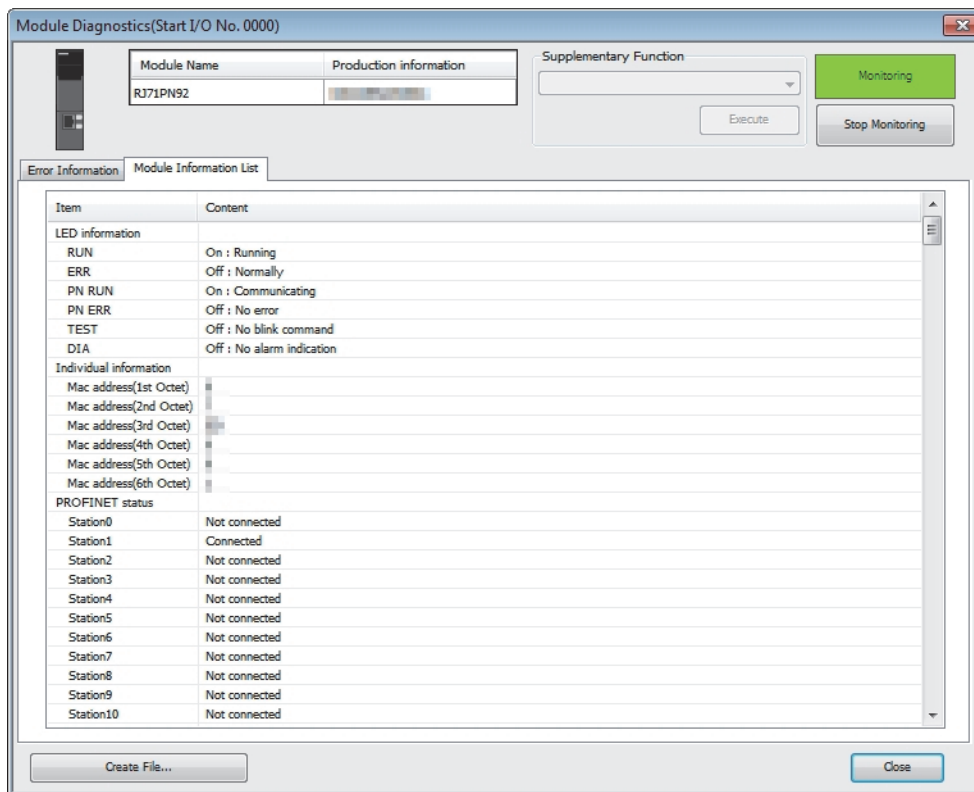 Module Diagnostics(Start I/O No. 0000)
Module Name Production information
RJ71PN92
Supplementary Function
Execute
Monitoring
Stop Monitoring
Error Information Module Information List
Item Content
LED information
RUN On : Running
ERR Off : Normally
PN RUN On : Communicating
PN ERR Off : No error
TEST Off : No blink command
DIA Off : No alarm indication
Individual information
Mac address(1st Octet)
Mac address(2nd Octet)
Mac address(3rd Octet)
Mac address(4th Octet)
Mac address(5th Octet)
Mac address(6th Octet)
PROFINET status
Station0 Not connected
Station1 Connected
Station2 Not connected
Station3 Not connected
Station4 Not connected
Station5 Not connected
Station6 Not connected
Station7 Not connected
Station8 Not connected
Station9 Not connected
Station10 Not connected
Create File...
Close